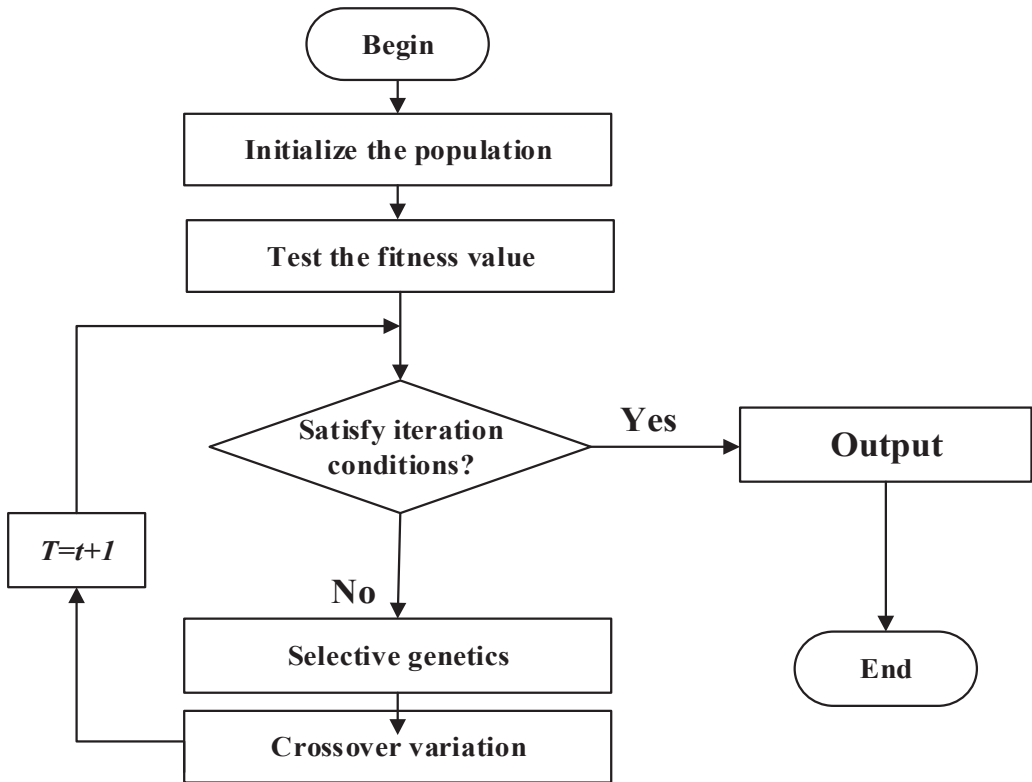 Begin
Initialize the population
Test the fitness value
Satisfy iteration
conditions?
Yes
Output
T=t+1
No
Selective genetics
End
Crossover variation